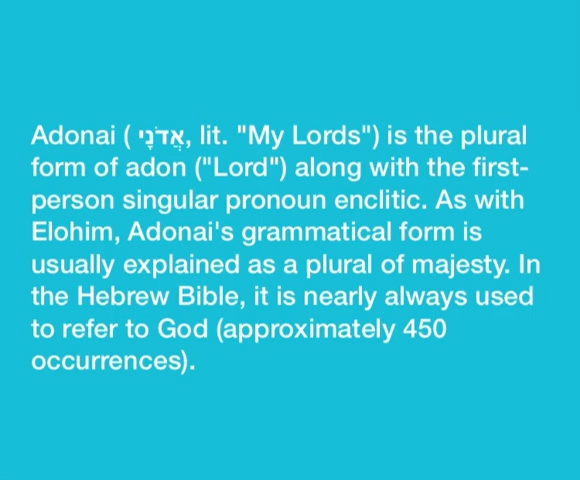 Adonai ( אֲדֹנָי, lit. "My Lords") is the plural
form of adon ("Lord") along with the first-
person singular pronoun enclitic. As with
Elohim, Adonai's grammatical form is
usually explained as a plural of majesty. In
the Hebrew Bible, it is nearly always used
to refer to God (approximately 450
occurrences).